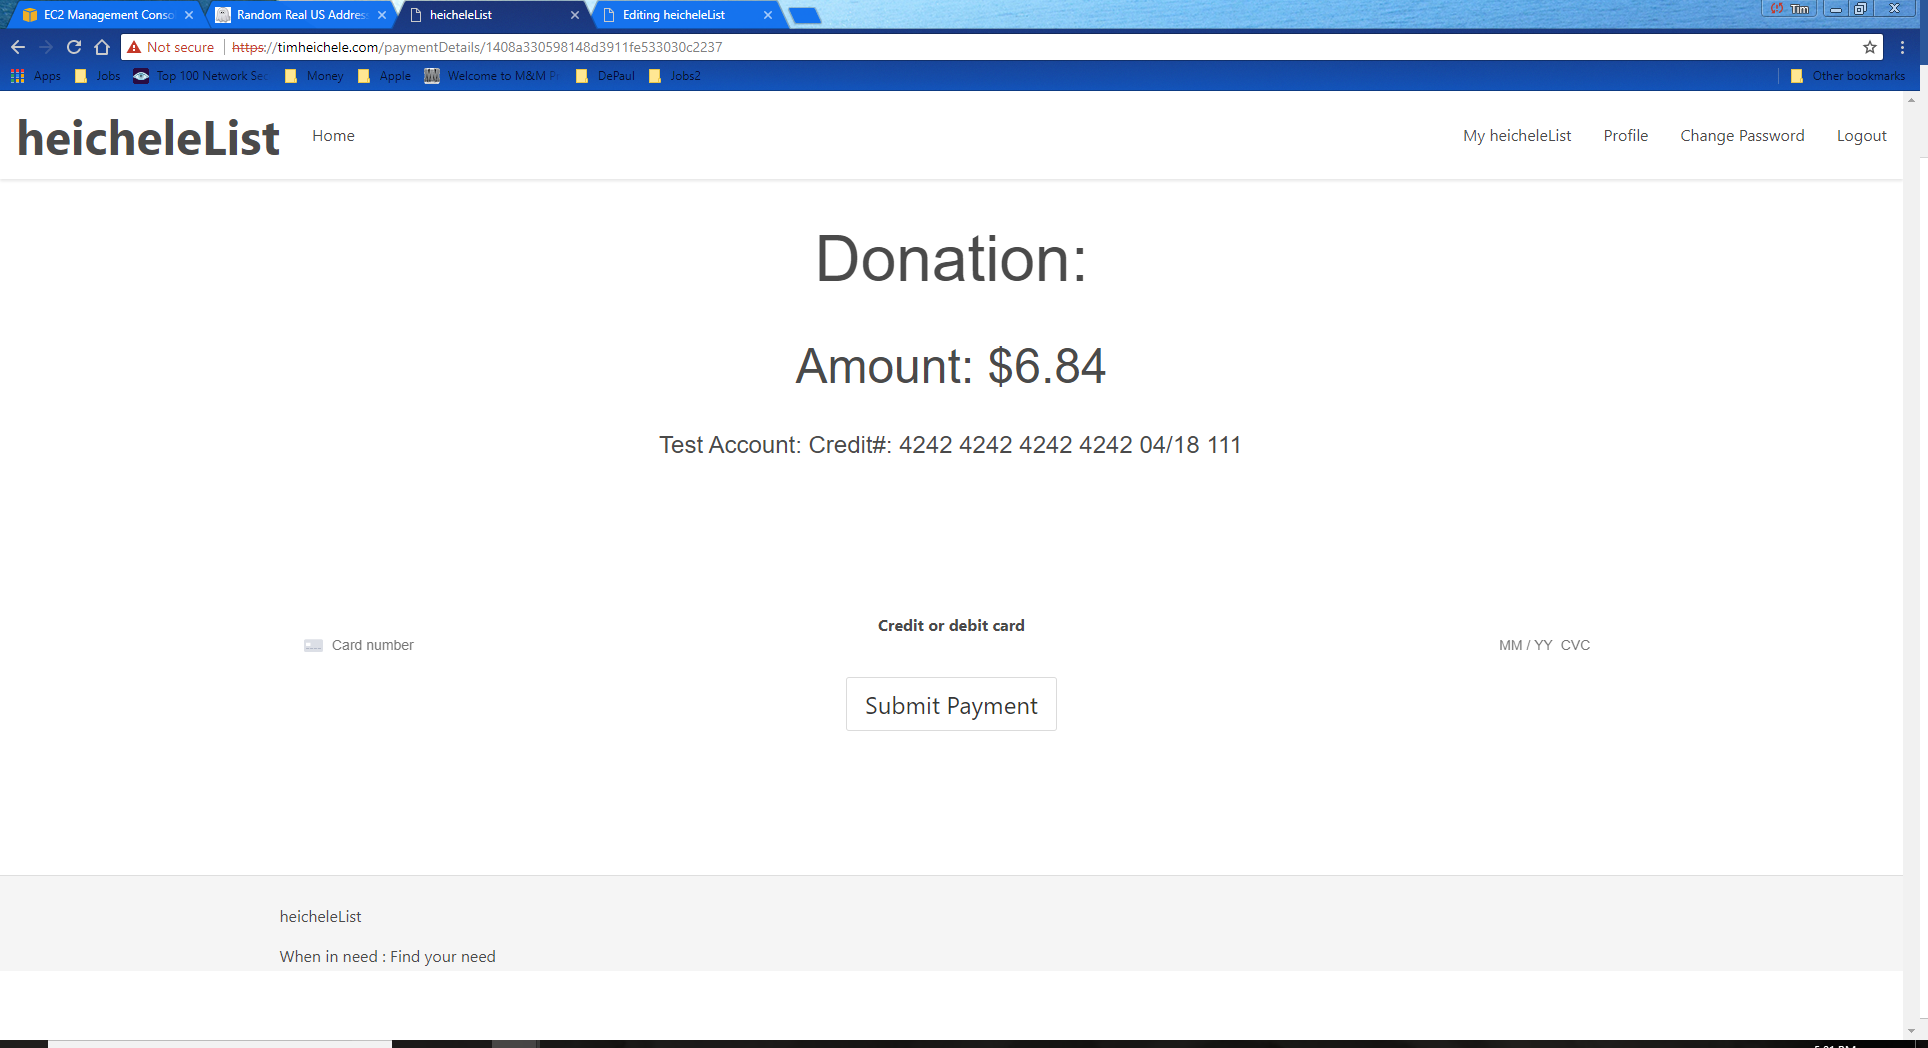 EC2 Management Conso
Random Real US Address
heicheleList
Editing heicheleList
Tim
Not secure
https://timheichele.com/paymentDetails/1408a330598148d3911fe533030c2237
Apps
Jobs
Top 100 Network Sec
Money
Apple
Welcome to M&M P
DePaul
Jobs2
Other bookmarks
heicheleList
Home
My heicheleList
Profile
Change Password
Logout
Donation:
Amount: $6.84
Test Account: Credit#: 4242 4242 4242 4242 04/18 111
Credit or debit card
Card number
MM / YY CVC
Submit Payment
heicheleList
When in need : Find your need